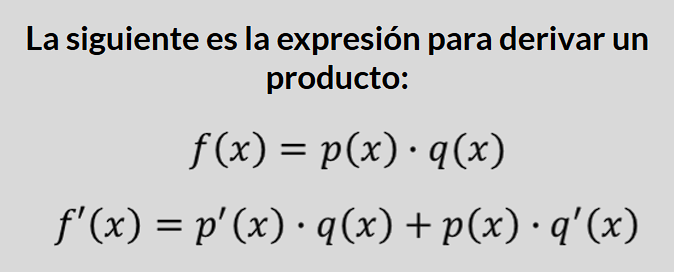 La siguiente es la expresión para derivar un
producto:
f(x) = p(x) · q(x)
f′(x) = p′(x) · q(x) + p(x) · q′(x)